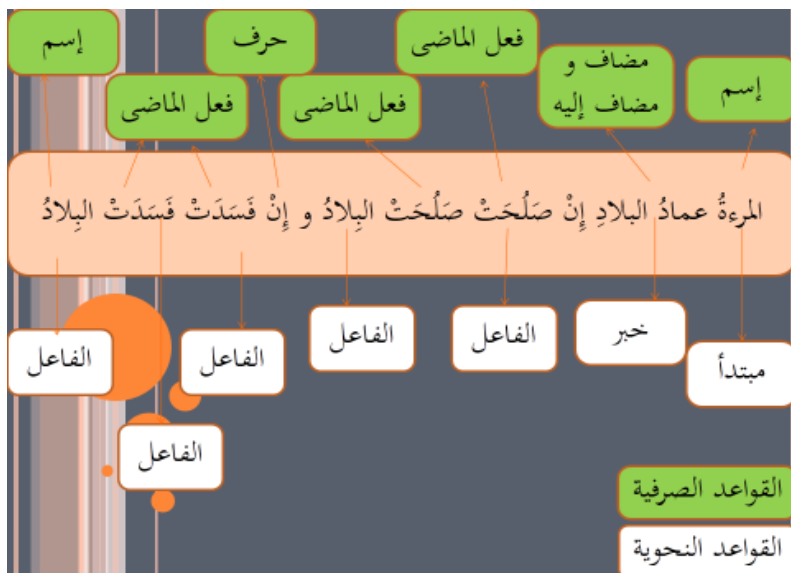 إسم
مضاف و
مضاف إليه
فعل الماضى
حرف
إسم
فعل الماضى
فعل الماضى
المرءةُ عمادُ البلادِ إِنْ صَلُحَتْ صَلُحَتْ البِلادُ و إِنْ فَسَدَتْ فَسَدَتْ البِلادُ
مبتدأ
خبر
الفاعل
الفاعل
الفاعل
الفاعل
الفاعل
القواعد الصرفية
القواعد النحوية